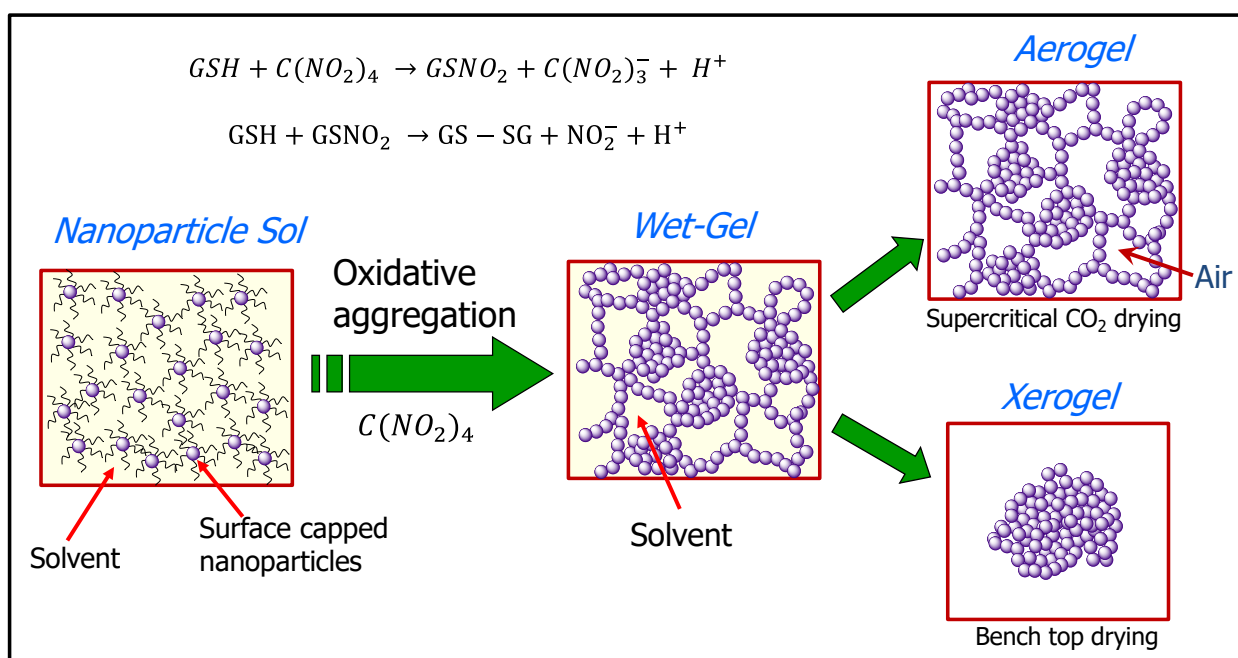 GSH + C(NO₂)₄ → GSNO₂ + C(NO₂)₃⁻ + H⁺
GSH + GSNO₂ → GS − SG + NO₂⁻ + H⁺
Nanoparticle Sol
Oxidative
aggregation
C(NO₂)₄
Solvent
Surface capped
nanoparticles
Wet-Gel
Solvent
Aerogel
Air
Supercritical CO₂ drying
Xerogel
Bench top drying